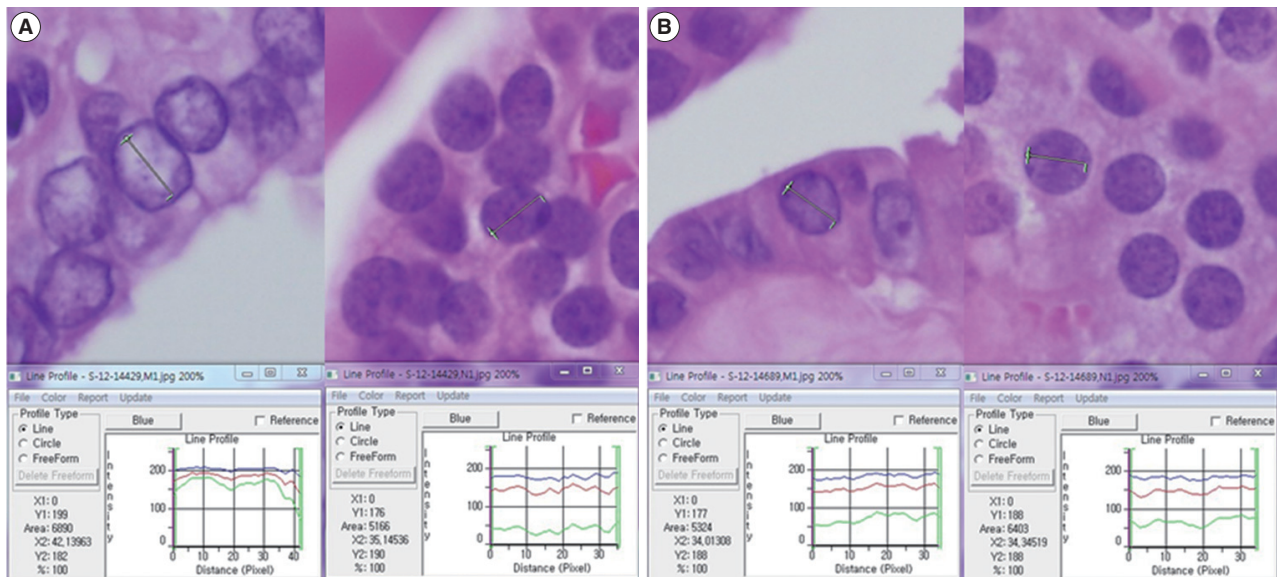 A
B
Line Profile - S-12-14429,M1.jpg 200%
File Color Report Update
Profile Type
Line
Circle
FreeForm
Delete Freeform
X1: 0
Y1: 199
Area: 6890
X2: 42,13963
Y2: 182
%: 100
Blue
Reference
Line Profile
Intensity
200
100
0
0 10 20 30 40
Distance (Pixel)
Line Profile - S-12-14429,N1.jpg 200%
File Color Report Update
Profile Type
Line
Circle
FreeForm
Delete Freeform
X1: 0
Y1: 176
Area: 5166
X2: 35,14536
Y2: 190
%: 100
Blue
Reference
Line Profile
Intensity
200
100
0
0 10 20 30
Distance (Pixel)
Line Profile - S-12-14689,M1.jpg 200%
File Color Report Update
Profile Type
Line
Circle
FreeForm
Delete Freeform
X1: 0
Y1: 177
Area: 5324
X2: 34,01308
Y2: 188
%: 100
Blue
Reference
Line Profile
Intensity
200
100
0
0 10 20 30
Distance (Pixel)
Line Profile - S-12-14689,N1.jpg 200%
File Color Report Update
Profile Type
Line
Circle
FreeForm
Delete Freeform
X1: 0
Y1: 188
Area: 6403
X2: 34,34519
Y2: 188
%: 100
Blue
Reference
Line Profile
Intensity
200
100
0
0 10 20 30
Distance (Pixel)